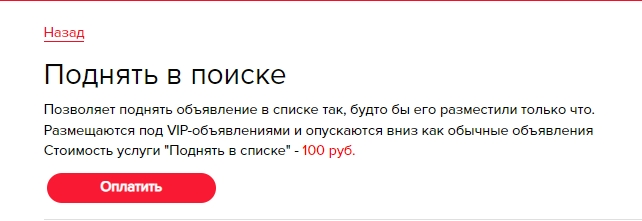 Назад
Поднять в поиске
Позволяет поднять объявление в списке так, будто бы его разместили только что.
Размещаются под VIP-объявлениями и опускаются вниз как обычные объявления
Стоимость услуги "Поднять в списке" - 100 руб.
Оплатить